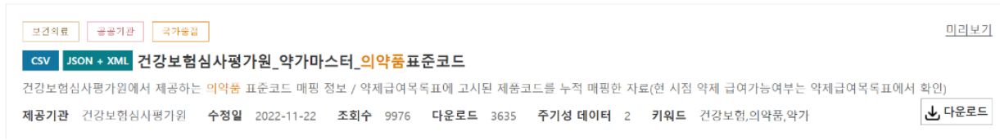 보건의료 공공기관 국가중점 미리보기
CSV JSON + XML 건강보험심사평가원_약가마스터_의약품표준코드
건강보험심사평가원에서 제공하는 의약품 표준코드 매핑 정보 / 약제급여목록표에 고시된 제품코드를 누적 매핑한 자료(현 시점 약제 급여가능여부는 약제급여목록표에서 확인)
제공기관 건강보험심사평가원 수정일 2022-11-22 조회수 9976 다운로드 3635 주기성 데이터 2 키워드 건강보험,의약품,약가 다운로드